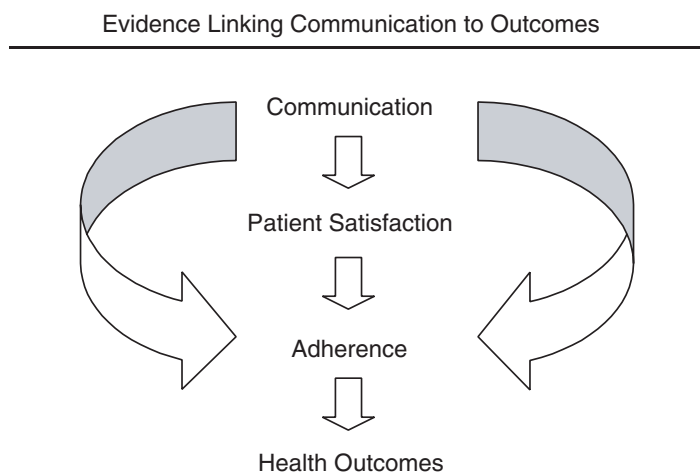 Evidence Linking Communication to Outcomes
Communication
Patient Satisfaction
Adherence
Health Outcomes